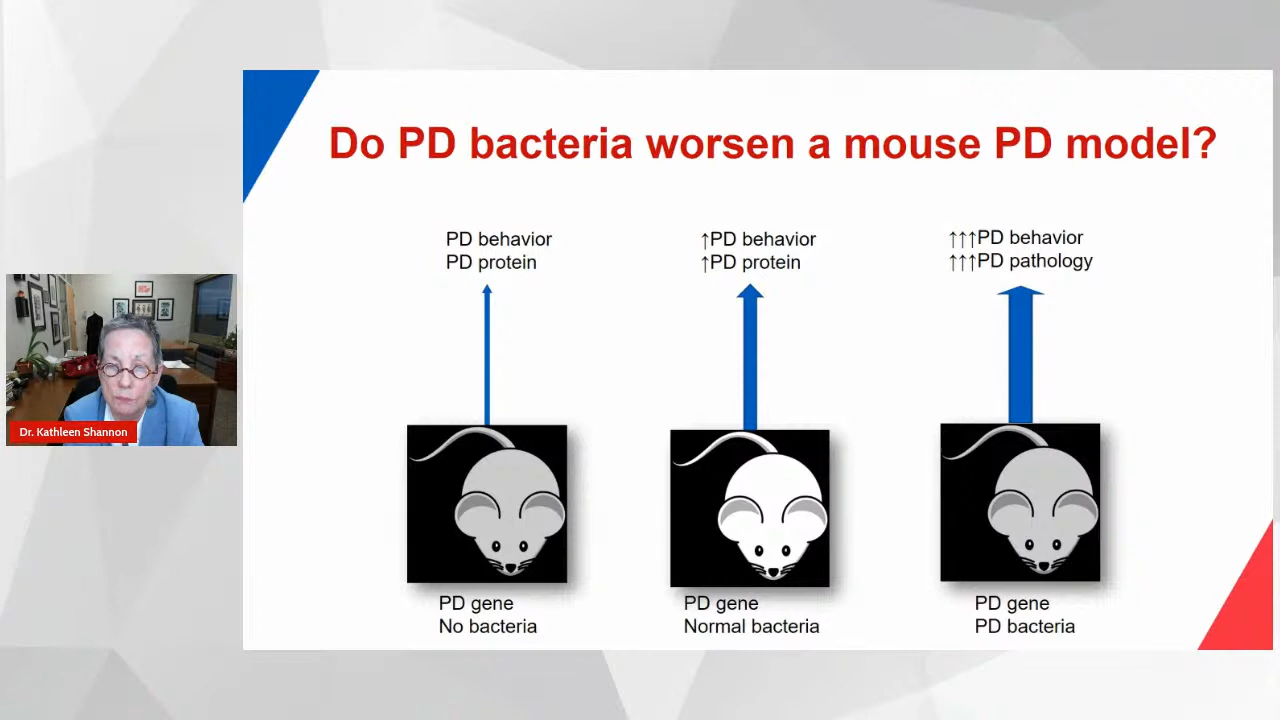 Do PD bacteria worsen a mouse PD model?
PD behavior
PD protein
↑PD behavior
↑PD protein
↑↑↑PD behavior
↑↑↑PD pathology
Dr. Kathleen Shannon
PD gene
No bacteria
PD gene
Normal bacteria
PD gene
PD bacteria